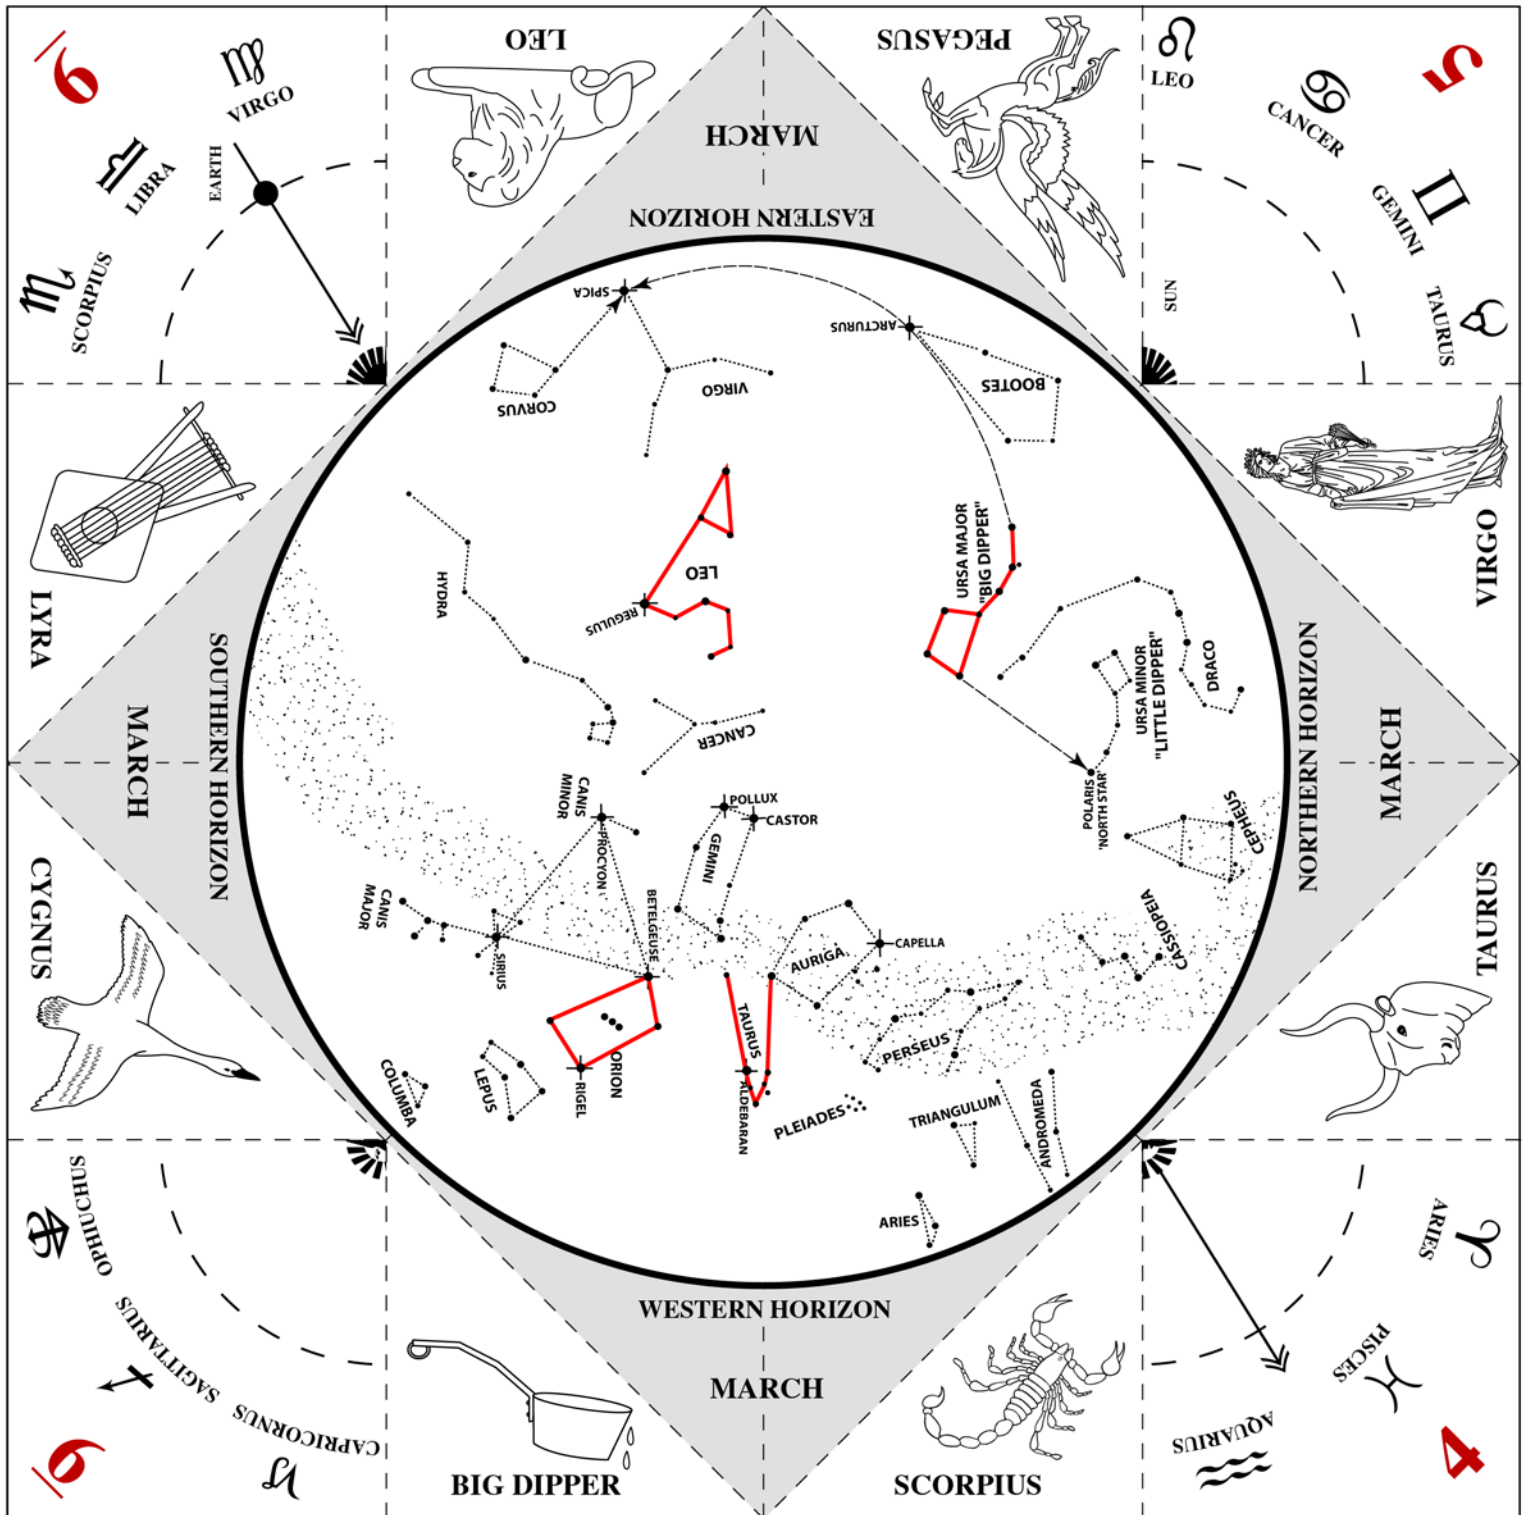 6
VIRGO
LIBRA
SCORPIUS
EARTH
LEO
PEGASUS
LEO
CANCER
GEMINI
TAURUS
SUN
5
MARCH
EASTERN HORIZON
LYRA
CYGNUS
MARCH
SOUTHERN HORIZON
VIRGO
TAURUS
MARCH
NORTHERN HORIZON
SPICA
ARCTURUS
CORVUS
VIRGO
BOOTES
HYDRA
LEO
REGULUS
URSA MAJOR
"BIG DIPPER"
URSA MINOR
"LITTLE DIPPER"
DRACO
CANCER
POLARIS
'NORTH STAR'
CANIS
MINOR
PROCYON
POLLUX
CASTOR
GEMINI
CEPHEUS
CANIS
MAJOR
SIRIUS
BETELGEUSE
AURIGA
CAPELLA
CASSIOPEIA
COLUMBA
LEPUS
RIGEL
ORION
TAURUS
ALDEBARAN
PERSEUS
PLEIADES
TRIANGULUM
ANDROMEDA
ARIES
WESTERN HORIZON
MARCH
OPHIUCHUS
SAGITTARIUS
CAPRICORNUS
6
BIG DIPPER
SCORPIUS
ARIES
PISCES
AQUARIUS
4